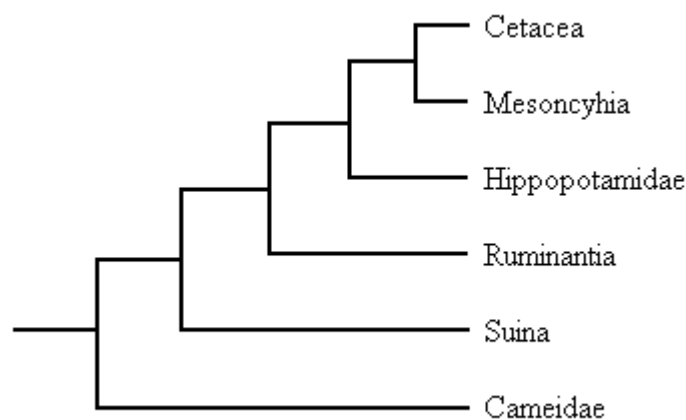 Cetacea
Mesoncyhia
Hippopotamidae
Ruminantia
Suina
Cameidae